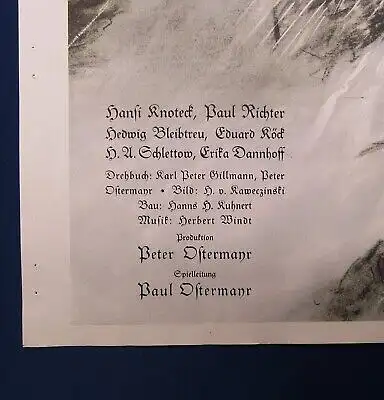 Hansi Knoteck, Paul Richter
Hedwig Bleibtreu, Eduard Köck
H. A. Schlettow, Erika Dannhoff
Drehbuch: Karl Peter Gillmann, Peter
Ostermayr • Bild: H. v. Kaweczinski
Bau: Hanns H. Kuhnert
Musik: Herbert Windt
Produktion
Peter Ostermayr
Spielleitung
Paul Ostermayr